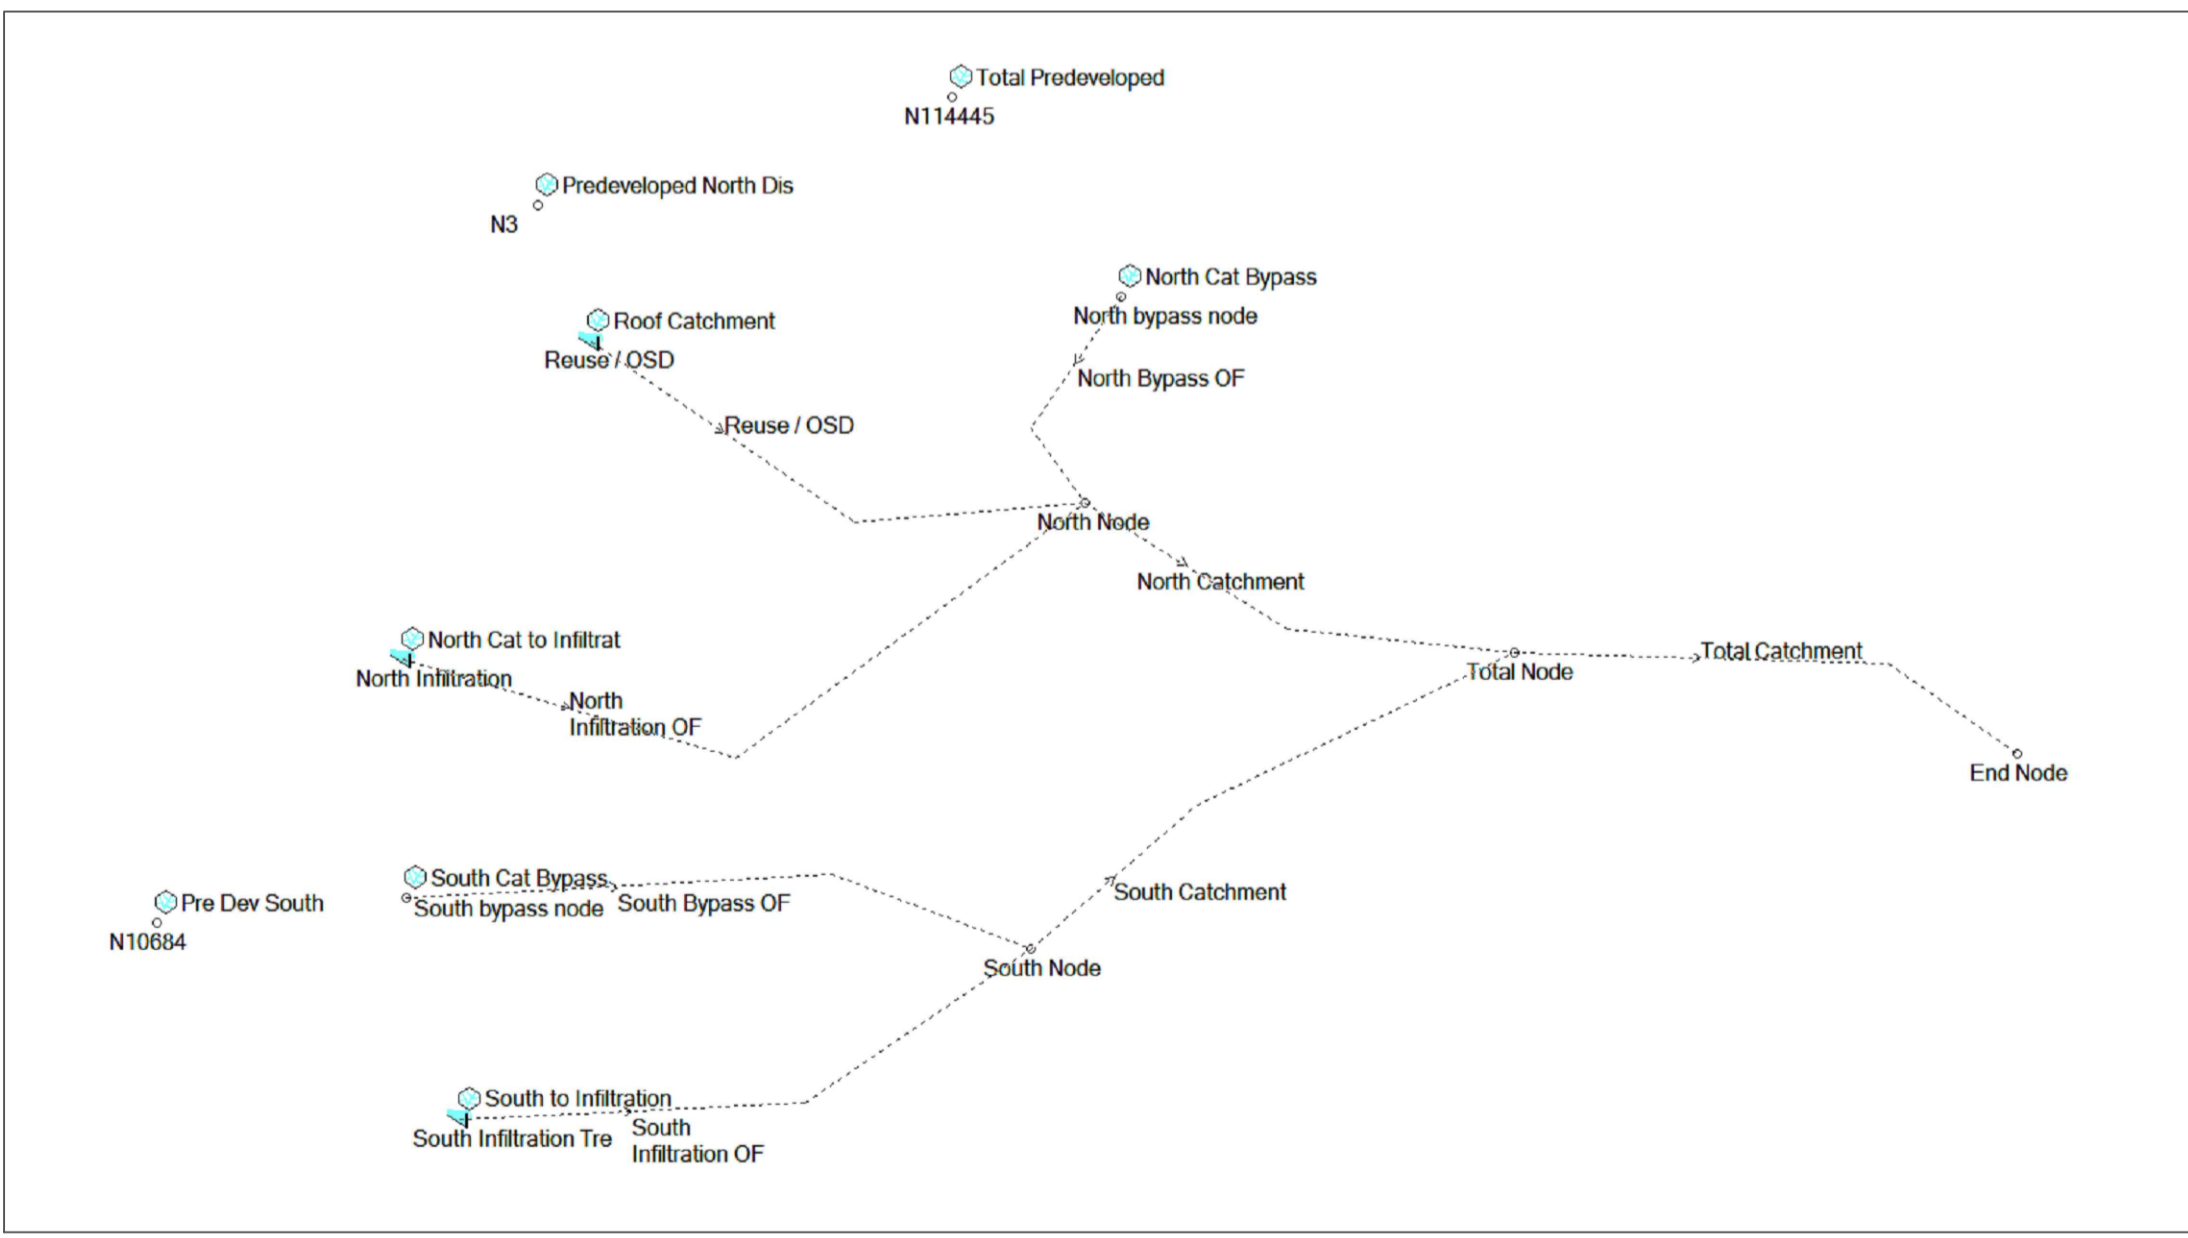 Total Predeveloped
N114445
Predeveloped North Dis
N3
North Cat Bypass
North bypass node
Roof Catchment
Reuse / OSD
North Bypass OF
Reuse / OSD
North Node
North Catchment
North Cat to Infiltrat
North Infiltration
North
Infiltration OF
Total Catchment
Total Node
End Node
South Cat Bypass
South bypass node
South Bypass OF
Pre Dev South
N10684
South Catchment
South Node
South to Infiltration
South Infiltration Tre
South
Infiltration OF